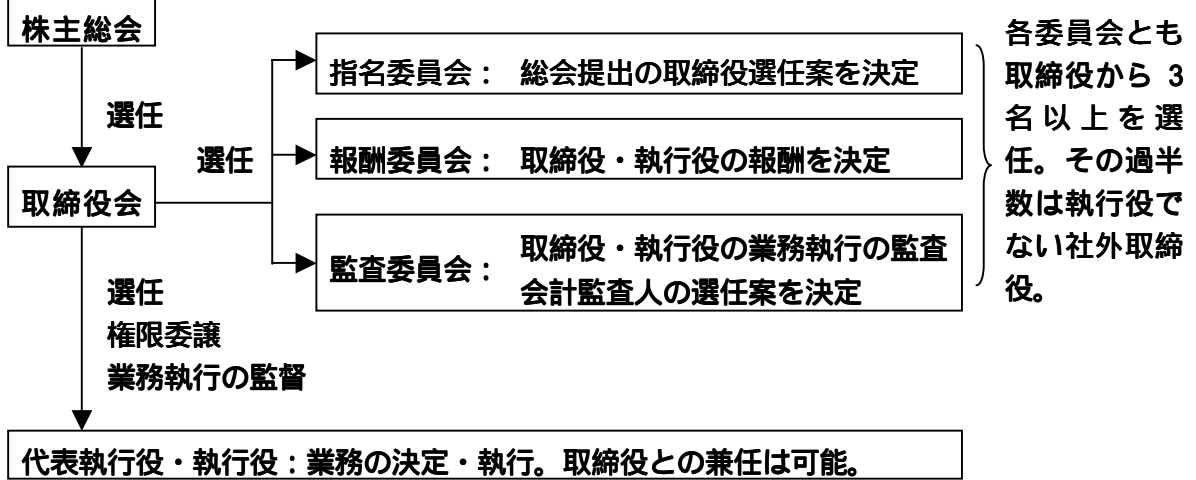 株主総会
選任
取締役会
選任
指名委員会： 総会提出の取締役選任案を決定
報酬委員会： 取締役・執行役の報酬を決定
監査委員会： 取締役・執行役の業務執行の監査
会計監査人の選任案を決定
各委員会とも
取締役から 3
名以上を選
任。その過半
数は執行役で
ない社外取締
役。
選任
権限委譲
業務執行の監督
代表執行役・執行役：業務の決定・執行。取締役との兼任は可能。